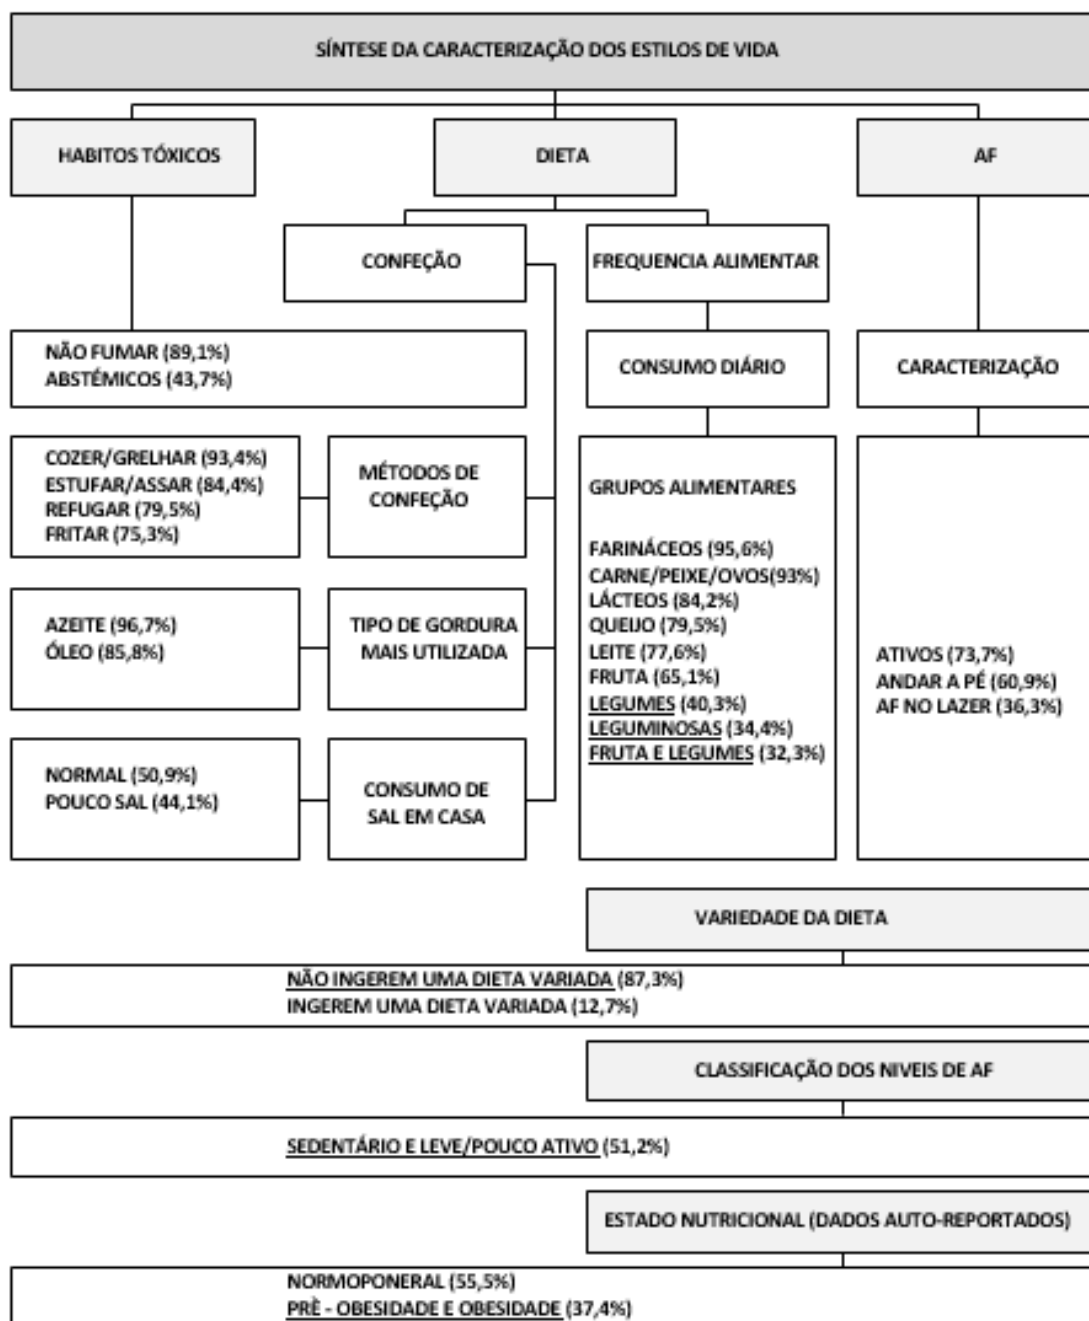 SÍNTESE DA CARACTERIZAÇÃO DOS ESTILOS DE VIDA
HABITOS TÓXICOS
DIETA
AF
CONFEÇÃO
FREQUENCIA ALIMENTAR
NÃO FUMAR (89,1%)
ABSTÉMICOS (43,7%)
CONSUMO DIÁRIO
CARACTERIZAÇÃO
COZER/GRELHAR (93,4%)
ESTUFAR/ASSAR (84,4%)
REFUGAR (79,5%)
FRITAR (75,3%)
MÉTODOS DE
CONFEÇÃO
GRUPOS ALIMENTARES
FARINÁCEOS (95,6%)
CARNE/PEIXE/OVOS(93%)
LÁCTEOS (84,2%)
QUEIJO (79,5%)
LEITE (77,6%)
FRUTA (65,1%)
LEGUMES (40,3%)
LEGUMINOSAS (34,4%)
FRUTA E LEGUMES (32,3%)
ATIVOS (73,7%)
ANDAR A PÉ (60,9%)
AF NO LAZER (36,3%)
AZEITE (96,7%)
ÓLEO (85,8%)
TIPO DE GORDURA
MAIS UTILIZADA
NORMAL (50,9%)
POUCO SAL (44,1%)
CONSUMO DE
SAL EM CASA
VARIEDADE DA DIETA
NÃO INGEREM UMA DIETA VARIADA (87,3%)
INGEREM UMA DIETA VARIADA (12,7%)
CLASSIFICAÇÃO DOS NIVEIS DE AF
SEDENTÁRIO E LEVE/POUCO ATIVO (51,2%)
ESTADO NUTRICIONAL (DADOS AUTO-REPORTADOS)
NORMOPONERAL (55,5%)
PRÈ - OBESIDADE E OBESIDADE (37,4%)